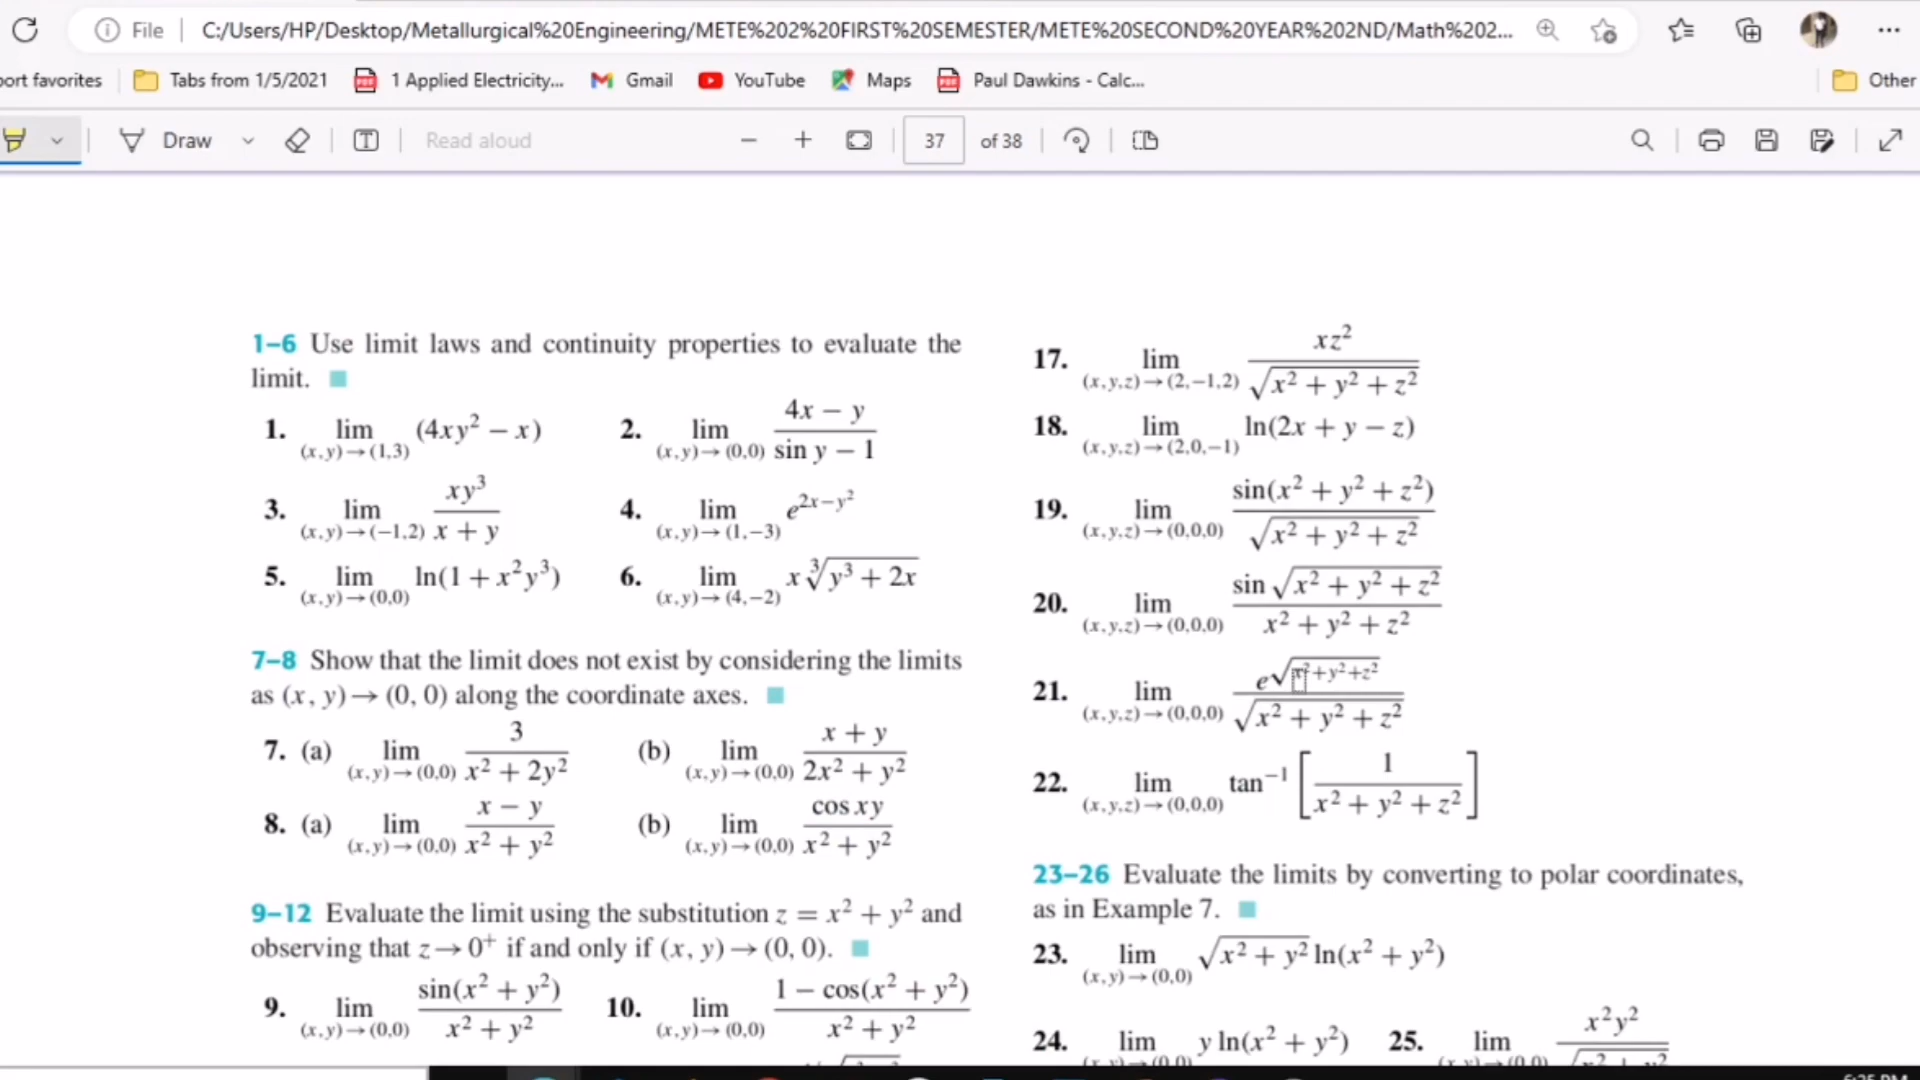 File C:/Users/HP/Desktop/Metallurgical%20Engineering/METE%202%20FIRST%20SEMESTER/METE%20SECOND%20YEAR%202ND/Math%202...
ort favorites Tabs from 1/5/2021 1 Applied Electricity... Gmail YouTube Maps Paul Dawkins - Calc... Other
Draw Read aloud 37 of 38
1–6 Use limit laws and continuity properties to evaluate the
limit.
1. lim (x,y)→(1,3) (4xy² − x) 2. lim (x,y)→(0,0) (4x − y)/(sin y − 1)
3. lim (x,y)→(−1,2) xy³/(x + y) 4. lim (x,y)→(1,−3) e^(2x−y²)
5. lim (x,y)→(0,0) ln(1 + x²y³) 6. lim (x,y)→(4,−2) x ∛(y³ + 2x)
7–8 Show that the limit does not exist by considering the limits
as (x, y) → (0, 0) along the coordinate axes.
7. (a) lim (x,y)→(0,0) 3/(x² + 2y²) (b) lim (x,y)→(0,0) (x + y)/(2x² + y²)
8. (a) lim (x,y)→(0,0) (x − y)/(x² + y²) (b) lim (x,y)→(0,0) cos xy/(x² + y²)
9–12 Evaluate the limit using the substitution z = x² + y² and
observing that z → 0⁺ if and only if (x, y) → (0, 0).
9. lim (x,y)→(0,0) sin(x² + y²)/(x² + y²) 10. lim (x,y)→(0,0) (1 − cos(x² + y²))/(x² + y²)
17. lim (x,y,z)→(2,−1,2) xz²/√(x² + y² + z²)
18. lim (x,y,z)→(2,0,−1) ln(2x + y − z)
19. lim (x,y,z)→(0,0,0) sin(x² + y² + z²)/√(x² + y² + z²)
20. lim (x,y,z)→(0,0,0) sin √(x² + y² + z²)/(x² + y² + z²)
21. lim (x,y,z)→(0,0,0) e^√(x²+y²+z²)/√(x² + y² + z²)
22. lim (x,y,z)→(0,0,0) tan⁻¹ [1/(x² + y² + z²)]
23–26 Evaluate the limits by converting to polar coordinates,
as in Example 7.
23. lim (x,y)→(0,0) √(x² + y²) ln(x² + y²)
24. lim (x,y)→(0,0) y ln(x² + y²) 25. lim (x,y)→(0,0) x²y²/√(x² + y²)